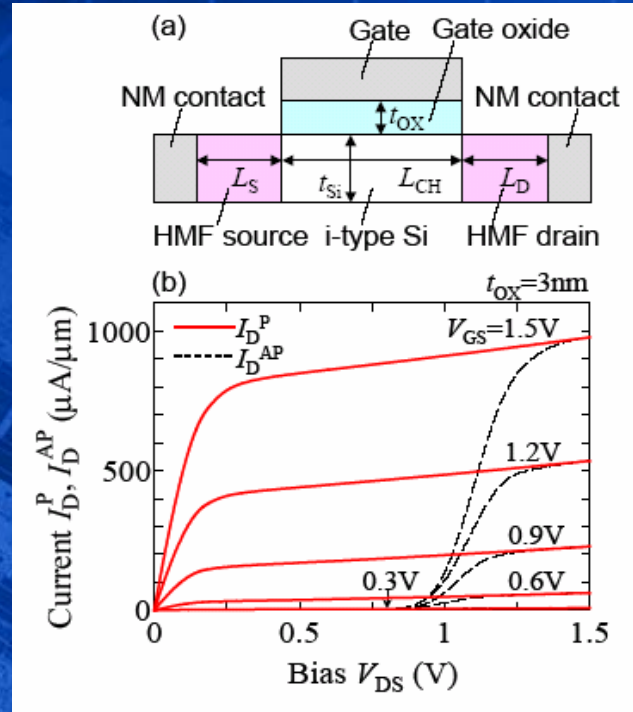 (a)
Gate
Gate oxide
NM contact
NM contact
tOX
LS
tSi
LCH
LD
HMF source
i-type Si
HMF drain
(b)
tOX=3nm
IDP
IDAP
VGS=1.5V
1.2V
0.9V
0.3V
0.6V
1000
500
0
0
0.5
1
1.5
Current IDP, IDAP (μA/μm)
Bias VDS (V)